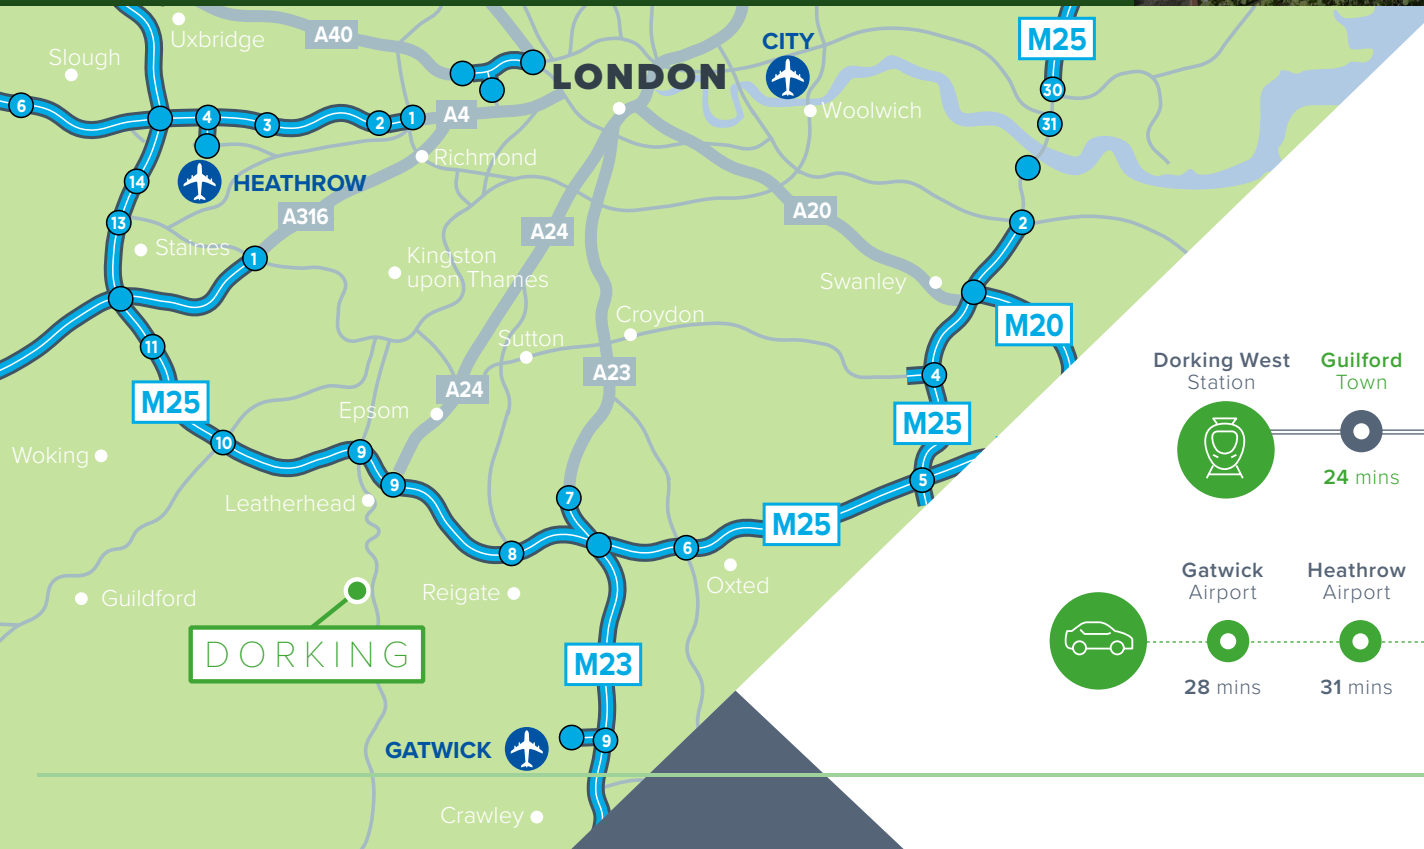 Uxbridge
A40
CITY
M25
Slough
LONDON
6
4
3
2
1
A4
30
Woolwich
31
Richmond
14
HEATHROW
A316
A20
13
A24
2
Staines
1
Kingston
upon Thames
Swanley
Croydon
M20
Sutton
11
A23
4
A24
M25
Epsom
M25
10
9
Woking
9
5
Leatherhead
7
M25
8
6
Guildford
Reigate
Oxted
DORKING
M23
GATWICK
9
Crawley
Dorking West
Station
Guilford
Town
24 mins
Gatwick
Airport
Heathrow
Airport
28 mins
31 mins